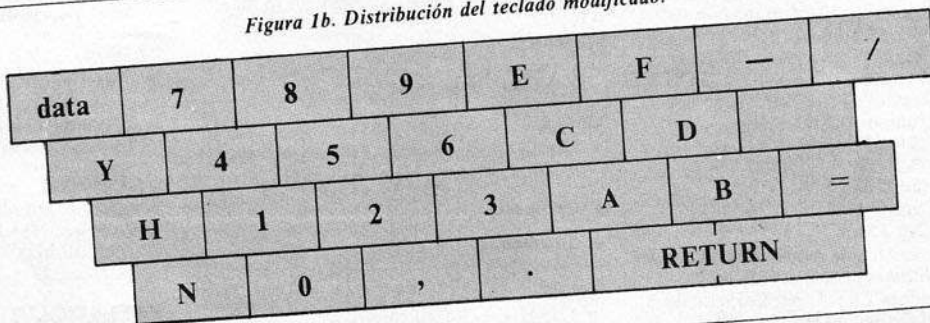 Figura 1b. Distribución del teclado modificado.
data 7 8 9 E F — /
Y 4 5 6 C D
H 1 2 3 A B =
N 0 , . RETURN